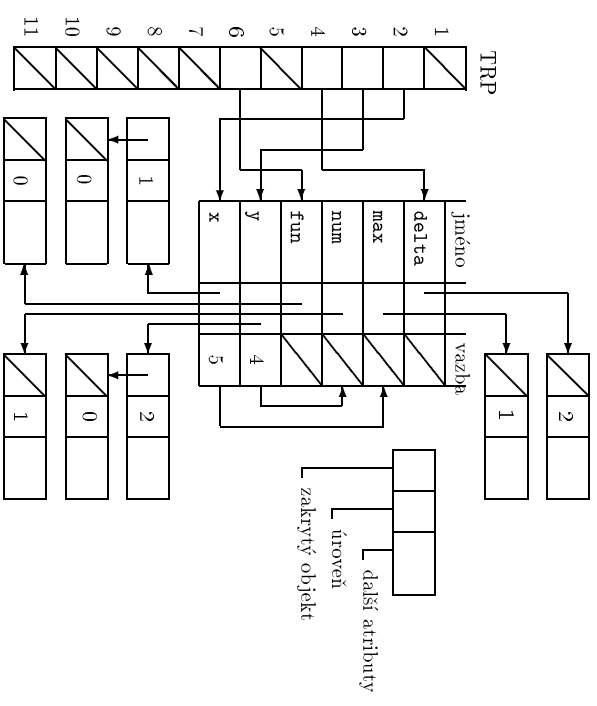 TRP
1
2
3
4
5
6
7
8
9
10
11
jméno vazba
delta
max
num
fun
y 4
x 5
2
1
1
0
0
2
0
1
další atributy
úroveň
zakrytý objekt